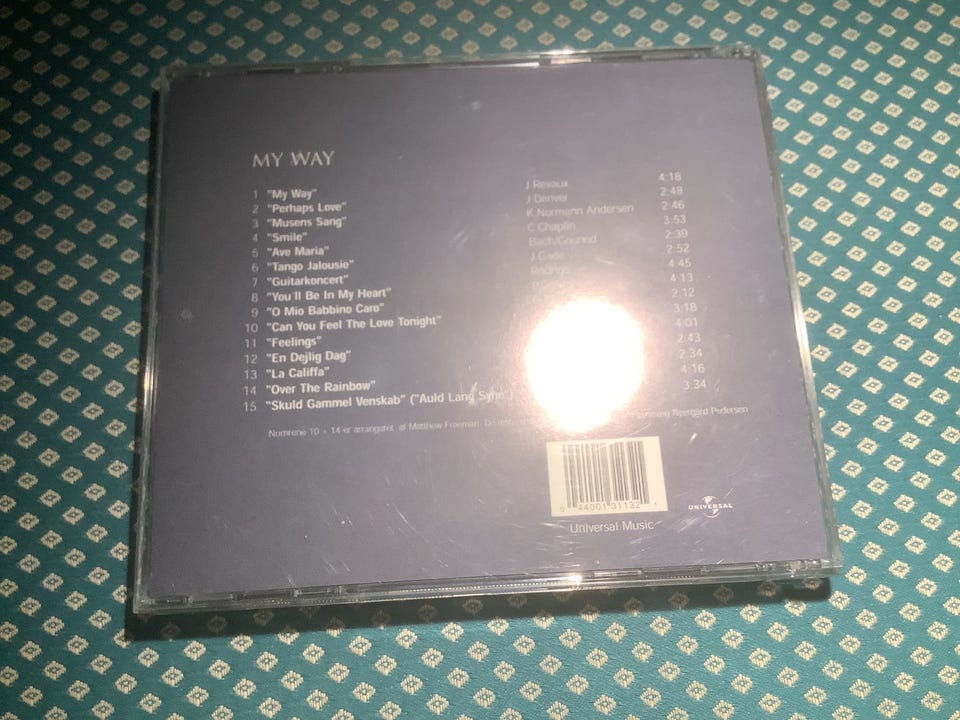 MY WAY
1 "My Way" J Revaux 4:18
2 "Perhaps Love" J Denver 2:49
3 "Musens Sang" K.Normann Andersen 2:46
4 "Smile" C Chaplin 3:53
5 "Ave Maria" Bach/Gounod 2:39
6 "Tango Jalousie" J Gade 2:52
7 "Guitarkoncert" Rodrigo 4:45
8 "You'll Be In My Heart" 4:13
9 "O Mio Babbino Caro" 2:12
10 "Can You Feel The Love Tonight" 3:18
11 "Feelings" 4:01
12 "En Dejlig Dag" 2:43
13 "La Califfa" 2:34
14 "Over The Rainbow" 4:16
15 "Skuld Gammel Venskab" ("Auld Lang Syne") 3:34
Numrene 10 + 14 er arrangeret af Matthew Freeman. Pedersen
0 44001 31132 1
Universal Music
UNIVERSAL